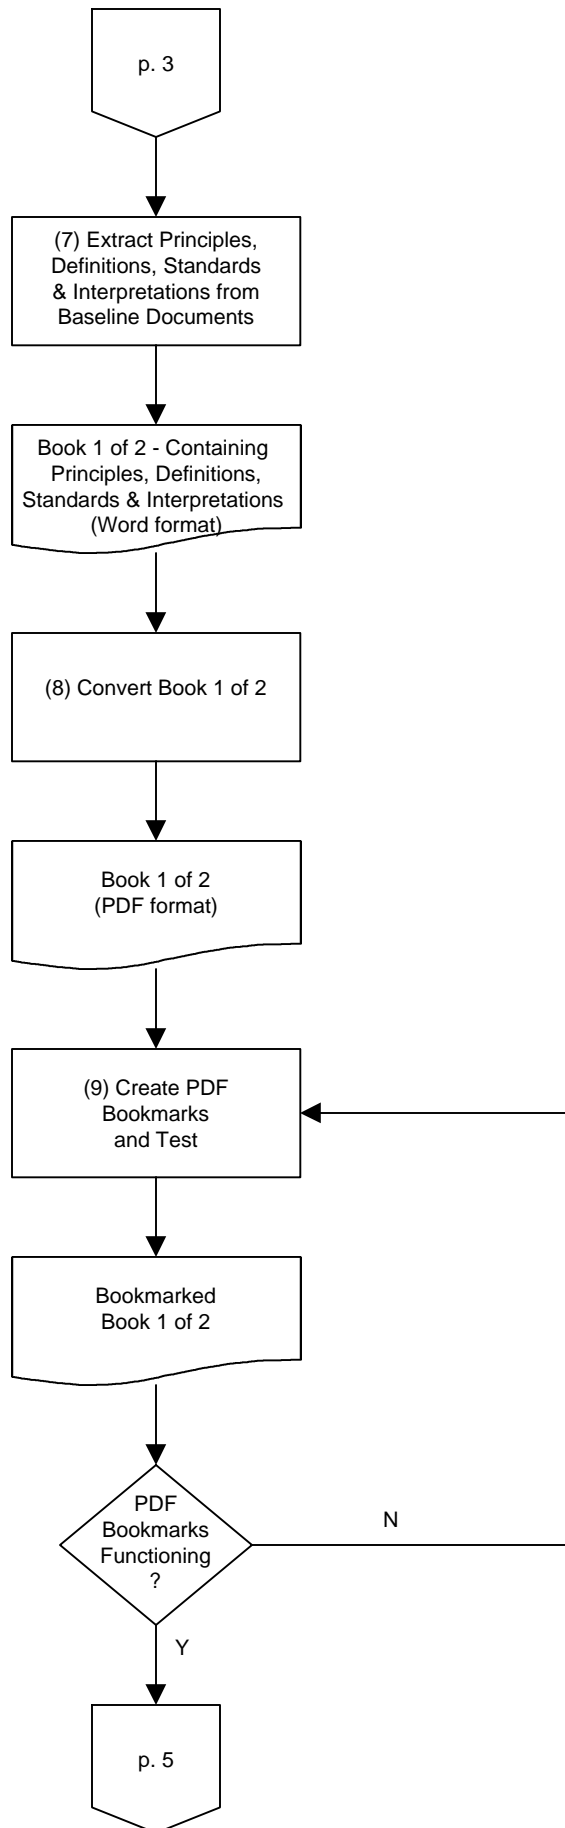 p. 3
(7) Extract Principles,
Definitions, Standards
& Interpretations from
Baseline Documents
Book 1 of 2 - Containing
Principles, Definitions,
Standards & Interpretations
(Word format)
(8) Convert Book 1 of 2
Book 1 of 2
(PDF format)
(9) Create PDF
Bookmarks
and Test
Bookmarked
Book 1 of 2
PDF
Bookmarks
Functioning
?
N
Y
p. 5